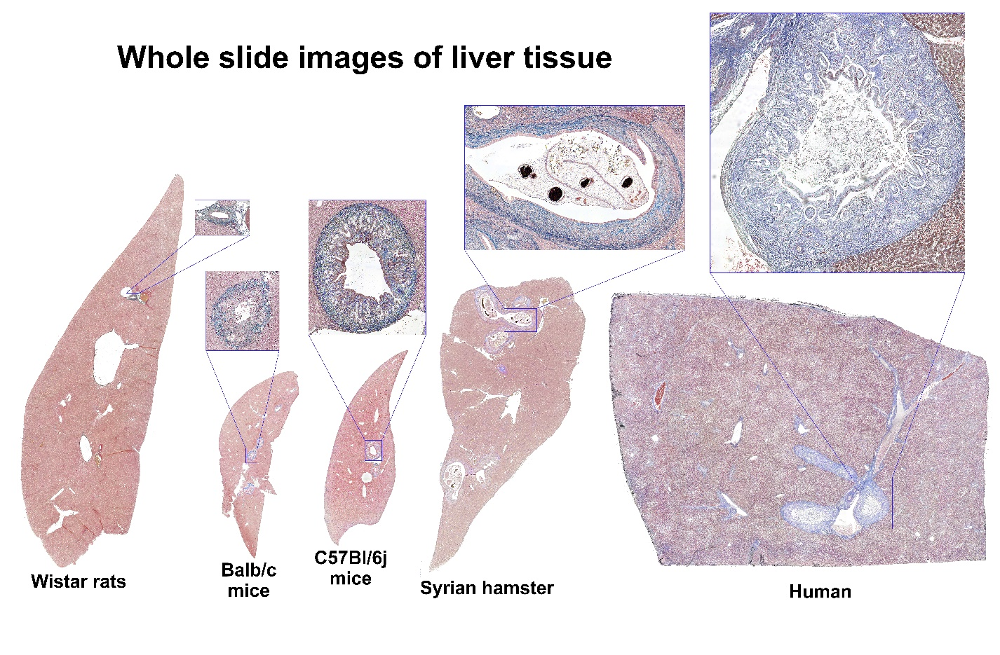 Whole slide images of liver tissue
Wistar rats
Balb/c
mice
C57Bl/6j
mice
Syrian hamster
Human